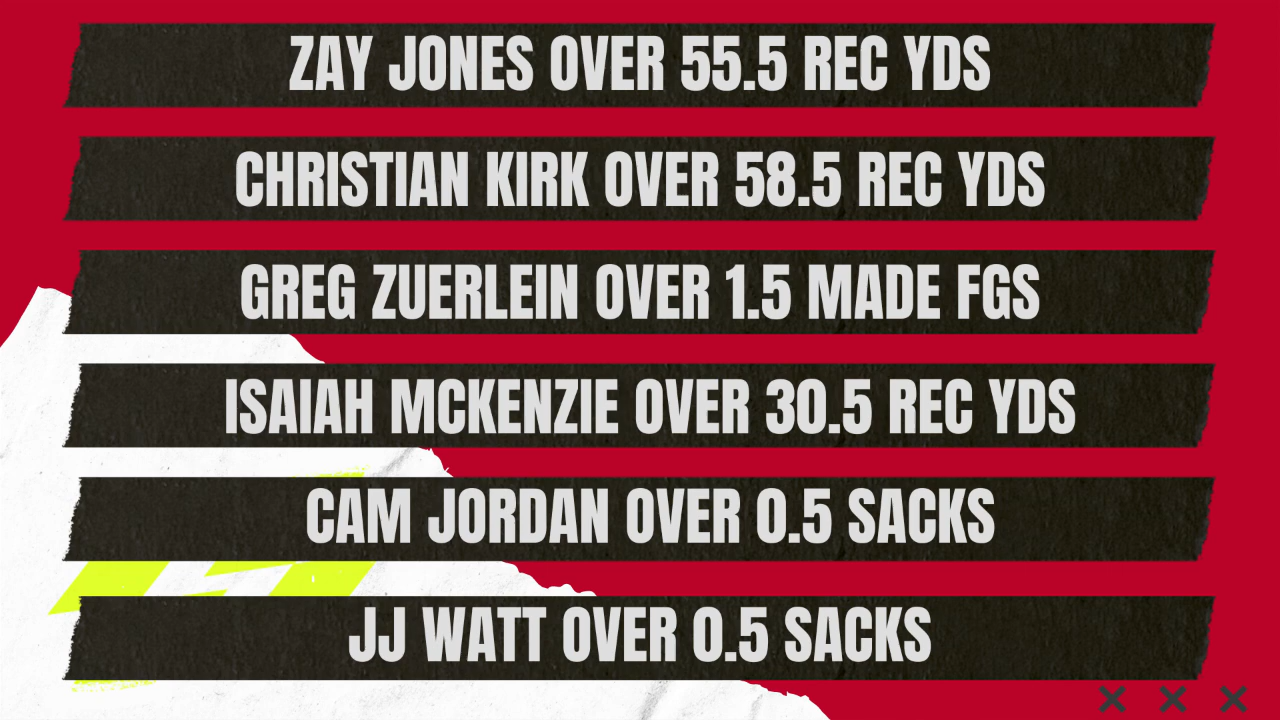 ZAY JONES OVER 55.5 REC YDS
CHRISTIAN KIRK OVER 58.5 REC YDS
GREG ZUERLEIN OVER 1.5 MADE FGS
ISAIAH MCKENZIE OVER 30.5 REC YDS
CAM JORDAN OVER 0.5 SACKS
JJ WATT OVER 0.5 SACKS